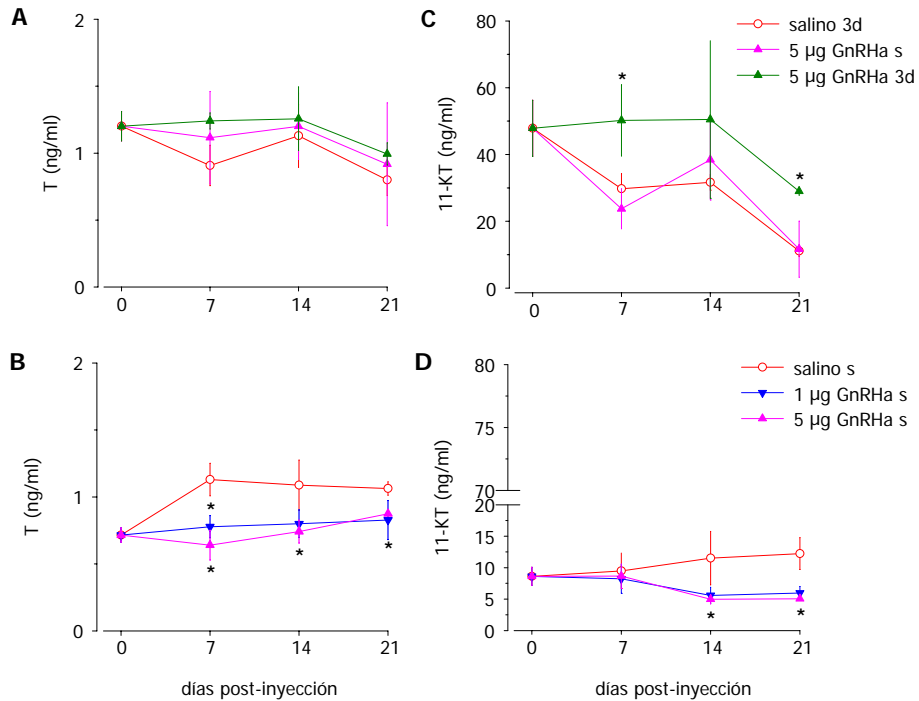 A
T (ng/ml)
2
1
0
0 7 14 21
C
salino 3d
5 µg GnRHa s
5 µg GnRHa 3d
11-KT (ng/ml)
80
60
40
20
0
*
*
0 7 14 21
B
T (ng/ml)
2
1
0
*
*
*
*
0 7 14 21
días post-inyección
D
salino s
1 µg GnRHa s
5 µg GnRHa s
11-KT (ng/ml)
80
75
70
20
15
10
5
0
*
*
0 7 14 21
días post-inyección